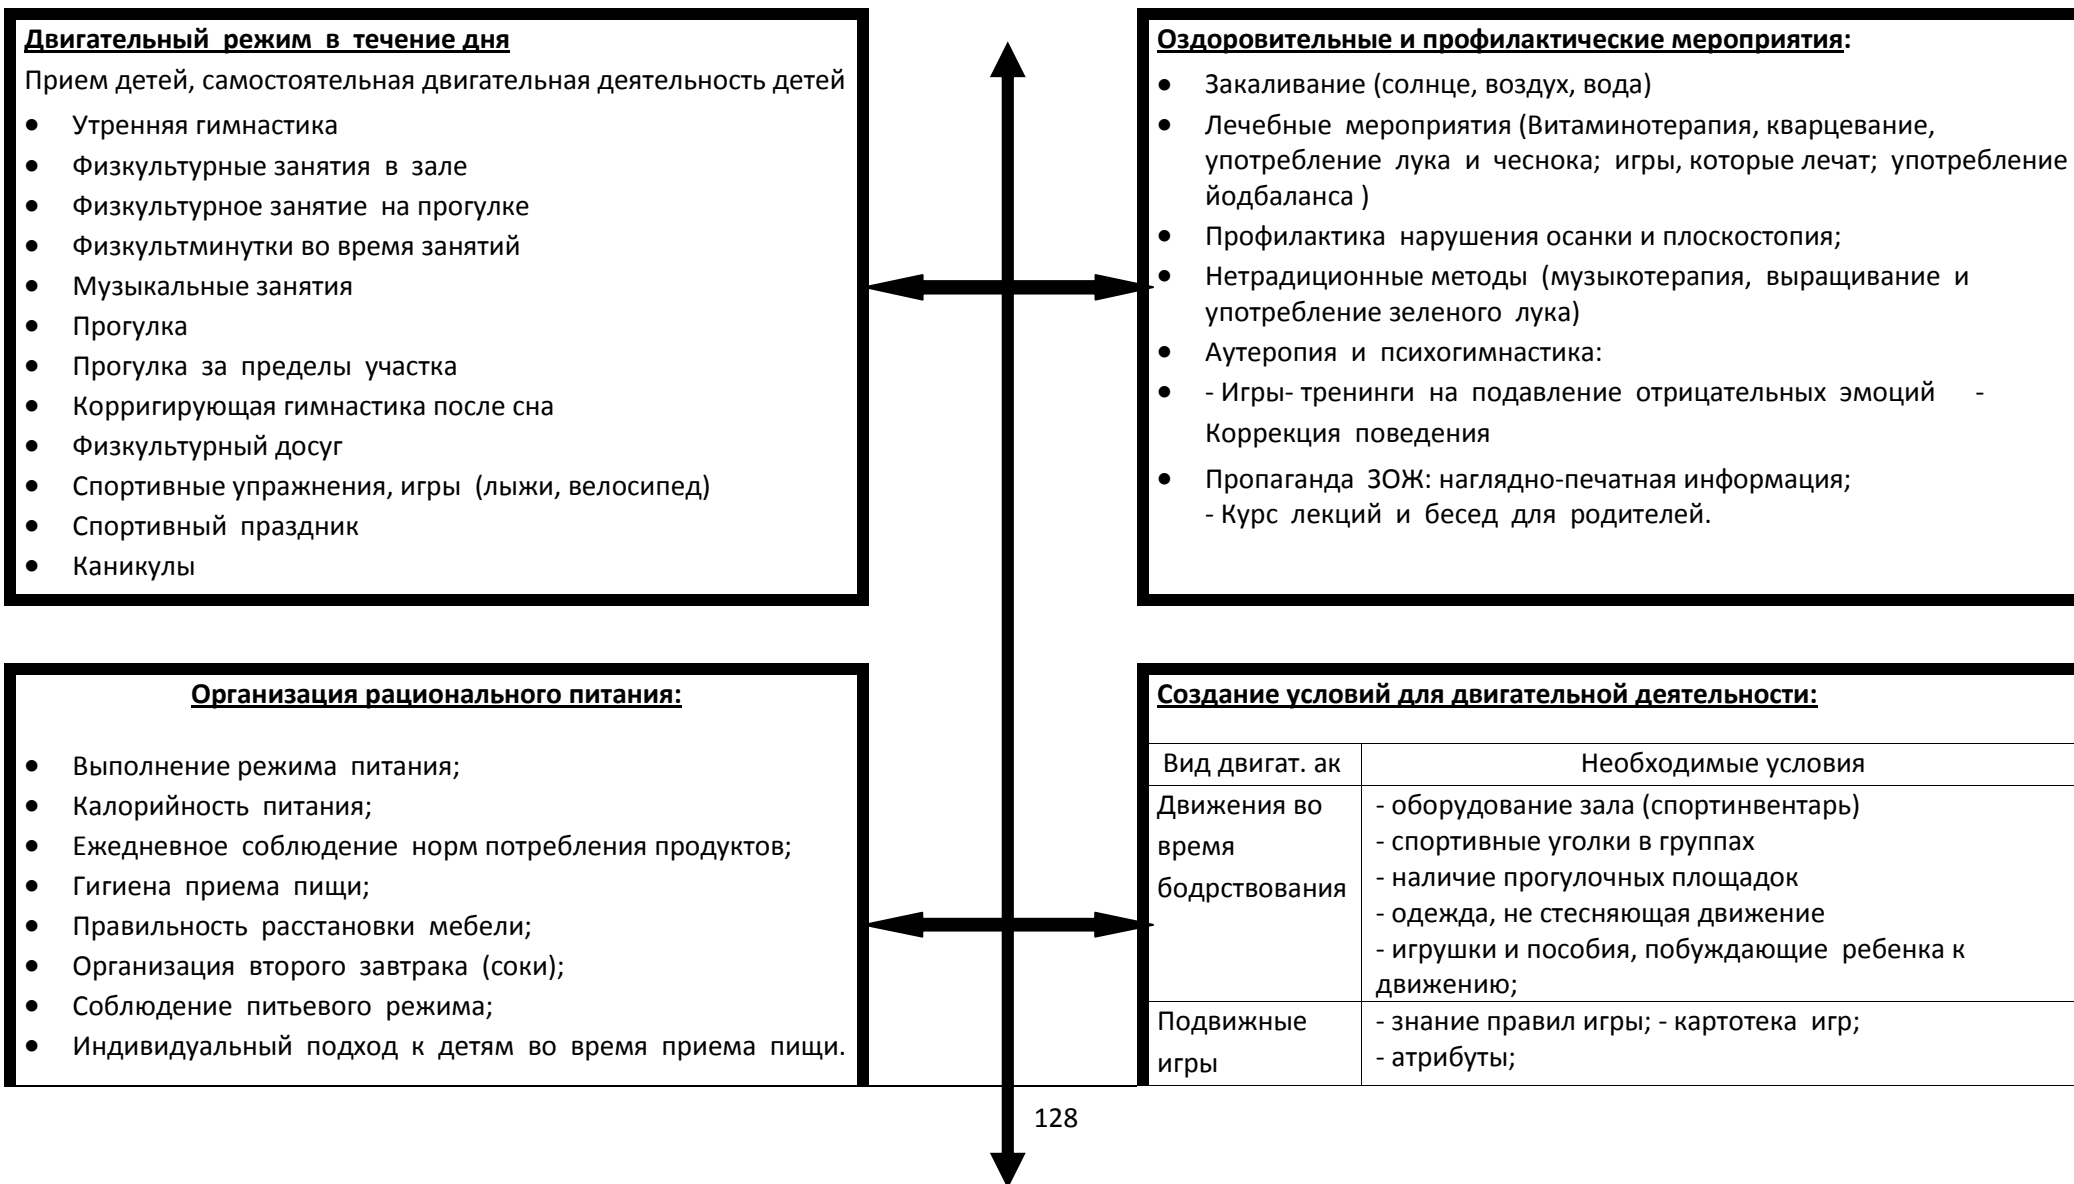 Двигательный режим в течение дня
Прием детей, самостоятельная двигательная деятельность детей
• Утренняя гимнастика
• Физкультурные занятия в зале
• Физкультурное занятие на прогулке
• Физкультминутки во время занятий
• Музыкальные занятия
• Прогулка
• Прогулка за пределы участка
• Корригирующая гимнастика после сна
• Физкультурный досуг
• Спортивные упражнения, игры (лыжи, велосипед)
• Спортивный праздник
• Каникулы
Оздоровительные и профилактические мероприятия:
• Закаливание (солнце, воздух, вода)
• Лечебные мероприятия (Витаминотерапия, кварцевание,
употребление лука и чеснока; игры, которые лечат; употребление
йодбаланса )
• Профилактика нарушения осанки и плоскостопия;
• Нетрадиционные методы (музыкотерапия, выращивание и
употребление зеленого лука)
• Аутеропия и психогимнастика:
• - Игры- тренинги на подавление отрицательных эмоций -
Коррекция поведения
• Пропаганда ЗОЖ: наглядно-печатная информация;
- Курс лекций и бесед для родителей.
Организация рационального питания:
• Выполнение режима питания;
• Калорийность питания;
• Ежедневное соблюдение норм потребления продуктов;
• Гигиена приема пищи;
• Правильность расстановки мебели;
• Организация второго завтрака (соки);
• Соблюдение питьевого режима;
• Индивидуальный подход к детям во время приема пищи.
Создание условий для двигательной деятельности:
Вид двигат. ак
Необходимые условия
Движения во
время
бодрствования
- оборудование зала (спортинвентарь)
- спортивные уголки в группах
- наличие прогулочных площадок
- одежда, не стесняющая движение
- игрушки и пособия, побуждающие ребенка к
движению;
Подвижные
игры
- знание правил игры; - картотека игр;
- атрибуты;
128